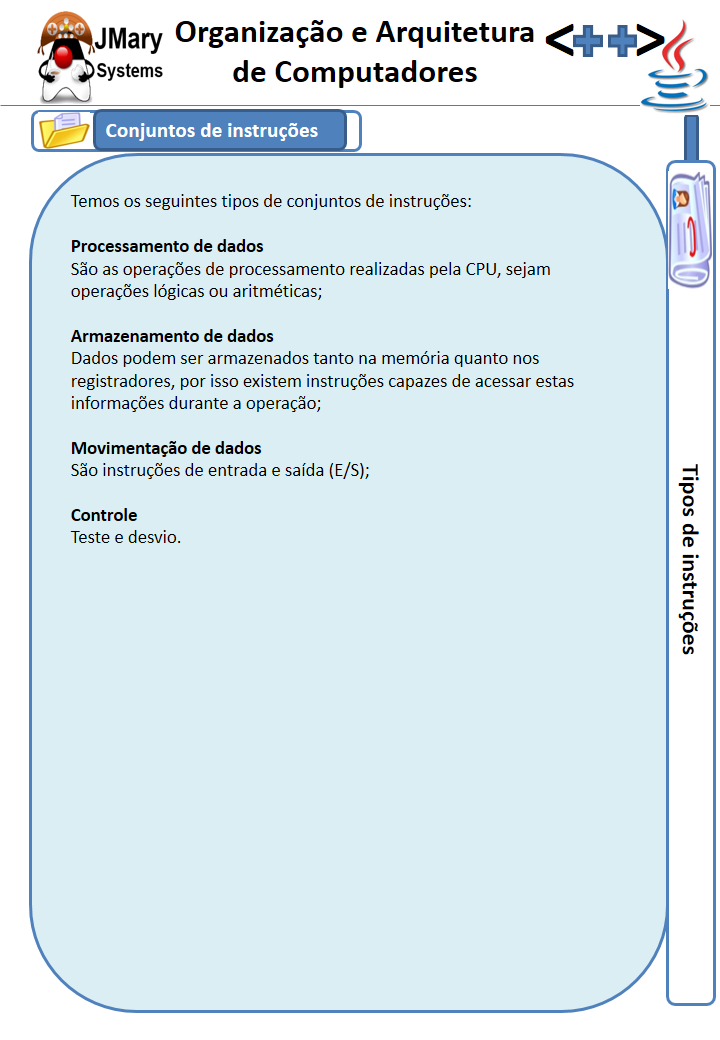 JMary
Systems
Organização e Arquitetura
de Computadores
<++>
Conjuntos de instruções
Temos os seguintes tipos de conjuntos de instruções:
Processamento de dados
São as operações de processamento realizadas pela CPU, sejam
operações lógicas ou aritméticas;
Armazenamento de dados
Dados podem ser armazenados tanto na memória quanto nos
registradores, por isso existem instruções capazes de acessar estas
informações durante a operação;
Movimentação de dados
São instruções de entrada e saída (E/S);
Controle
Teste e desvio.
Tipos de instruções